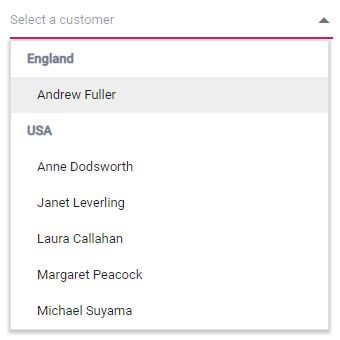 Select a customer
England
Andrew Fuller
USA
Anne Dodsworth
Janet Leverling
Laura Callahan
Margaret Peacock
Michael Suyama